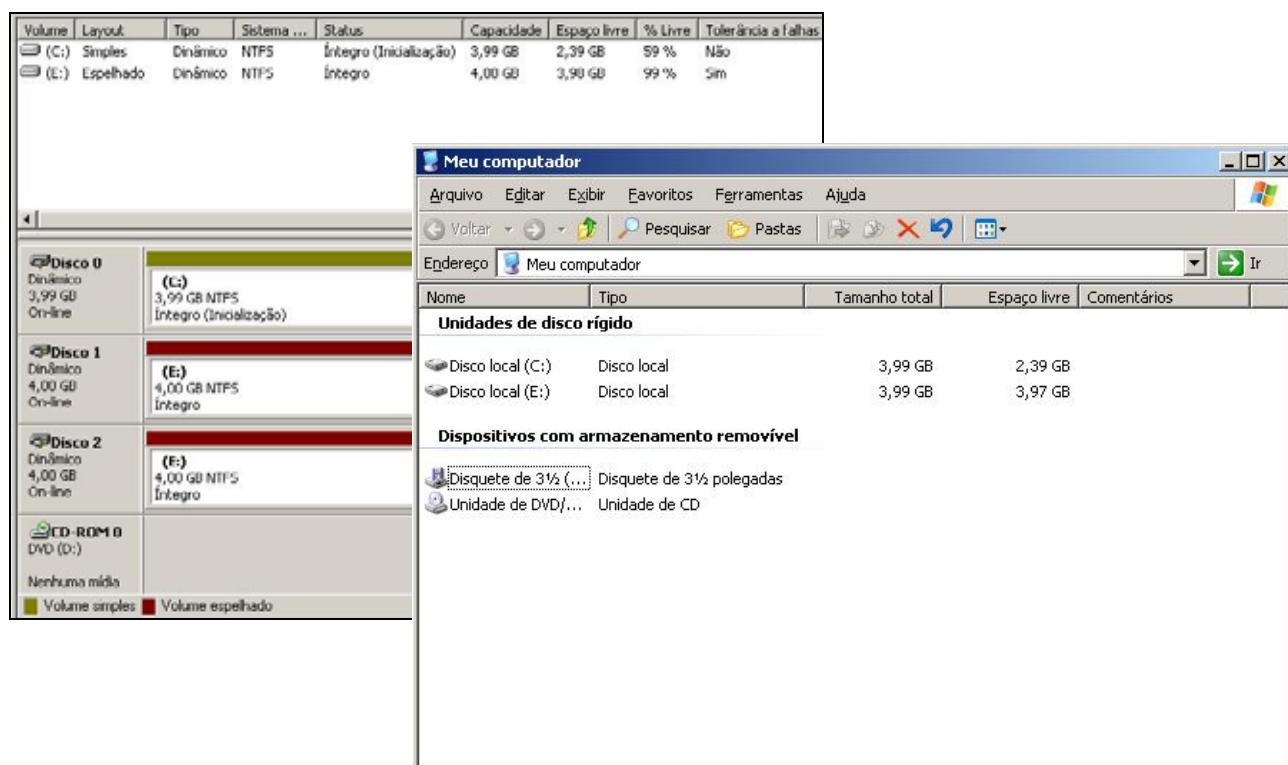 Volume Layout Tipo Sistema ... Status Capacidade Espaço livre % Livre Tolerância a falhas
(C:) Simples Dinâmico NTFS Íntegro (Inicialização) 3,99 GB 2,39 GB 59 % Não
(E:) Espelhado Dinâmico NTFS Íntegro 4,00 GB 3,98 GB 99 % Sim
Disco 0
Dinâmico
3,99 GB
On-line
(C:)
3,99 GB NTFS
Íntegro (Inicialização)
Disco 1
Dinâmico
4,00 GB
On-line
(E:)
4,00 GB NTFS
Íntegro
Disco 2
Dinâmico
4,00 GB
On-line
(E:)
4,00 GB NTFS
Íntegro
CD-ROM 0
DVD (D:)
Nenhuma mídia
Volume simples Volume espelhado
Meu computador
Arquivo Editar Exibir Favoritos Ferramentas Ajuda
Voltar Pesquisar Pastas
Endereço Meu computador Ir
Nome Tipo Tamanho total Espaço livre Comentários
Unidades de disco rígido
Disco local (C:) Disco local 3,99 GB 2,39 GB
Disco local (E:) Disco local 3,99 GB 3,97 GB
Dispositivos com armazenamento removível
Disquete de 3½ (... Disquete de 3½ polegadas
Unidade de DVD/... Unidade de CD